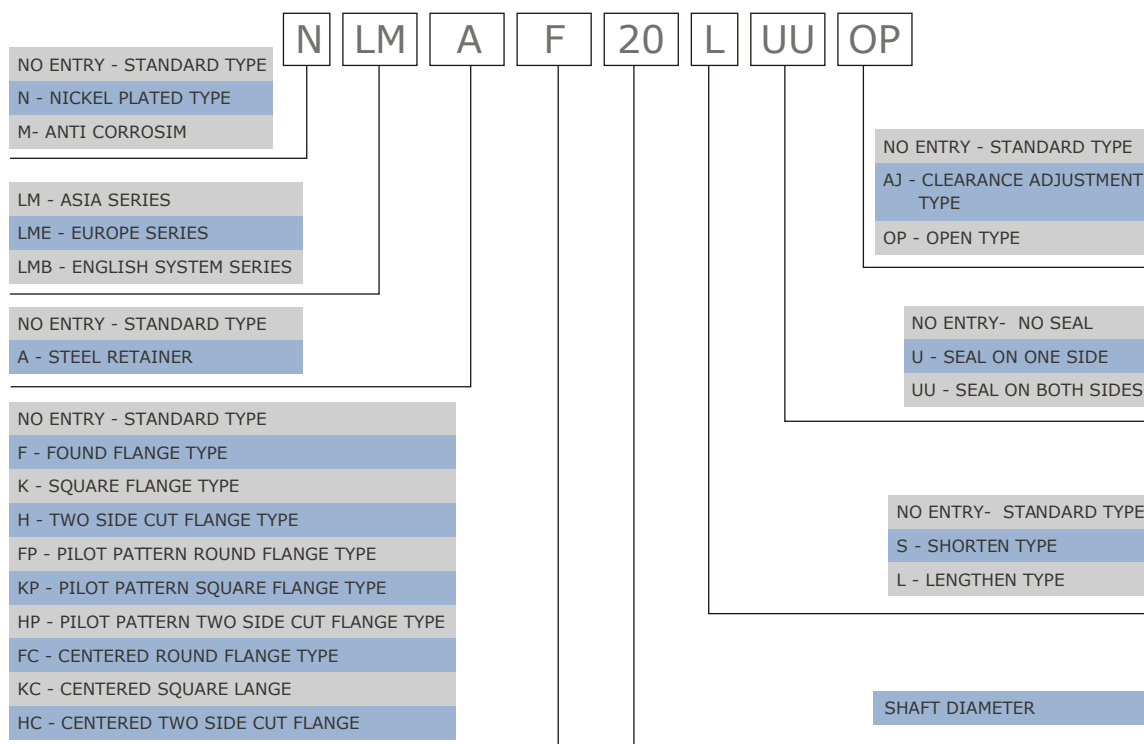 N LM A F 20 L UU OP
NO ENTRY - STANDARD TYPE
N - NICKEL PLATED TYPE
M- ANTI CORROSIM
LM - ASIA SERIES
LME - EUROPE SERIES
LMB - ENGLISH SYSTEM SERIES
NO ENTRY - STANDARD TYPE
A - STEEL RETAINER
NO ENTRY - STANDARD TYPE
F - FOUND FLANGE TYPE
K - SQUARE FLANGE TYPE
H - TWO SIDE CUT FLANGE TYPE
FP - PILOT PATTERN ROUND FLANGE TYPE
KP - PILOT PATTERN SQUARE FLANGE TYPE
HP - PILOT PATTERN TWO SIDE CUT FLANGE TYPE
FC - CENTERED ROUND FLANGE TYPE
KC - CENTERED SQUARE LANGE
HC - CENTERED TWO SIDE CUT FLANGE
NO ENTRY - STANDARD TYPE
AJ - CLEARANCE ADJUSTMENT
TYPE
OP - OPEN TYPE
NO ENTRY- NO SEAL
U - SEAL ON ONE SIDE
UU - SEAL ON BOTH SIDES
NO ENTRY- STANDARD TYPE
S - SHORTEN TYPE
L - LENGTHEN TYPE
SHAFT DIAMETER